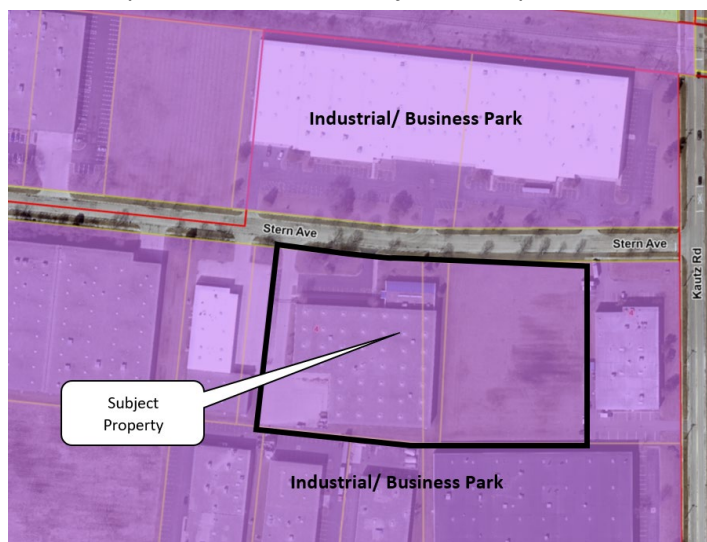 Industrial/ Business Park
Stern Ave
Stern Ave
Kautz Rd
Subject
Property
Industrial/ Business Park